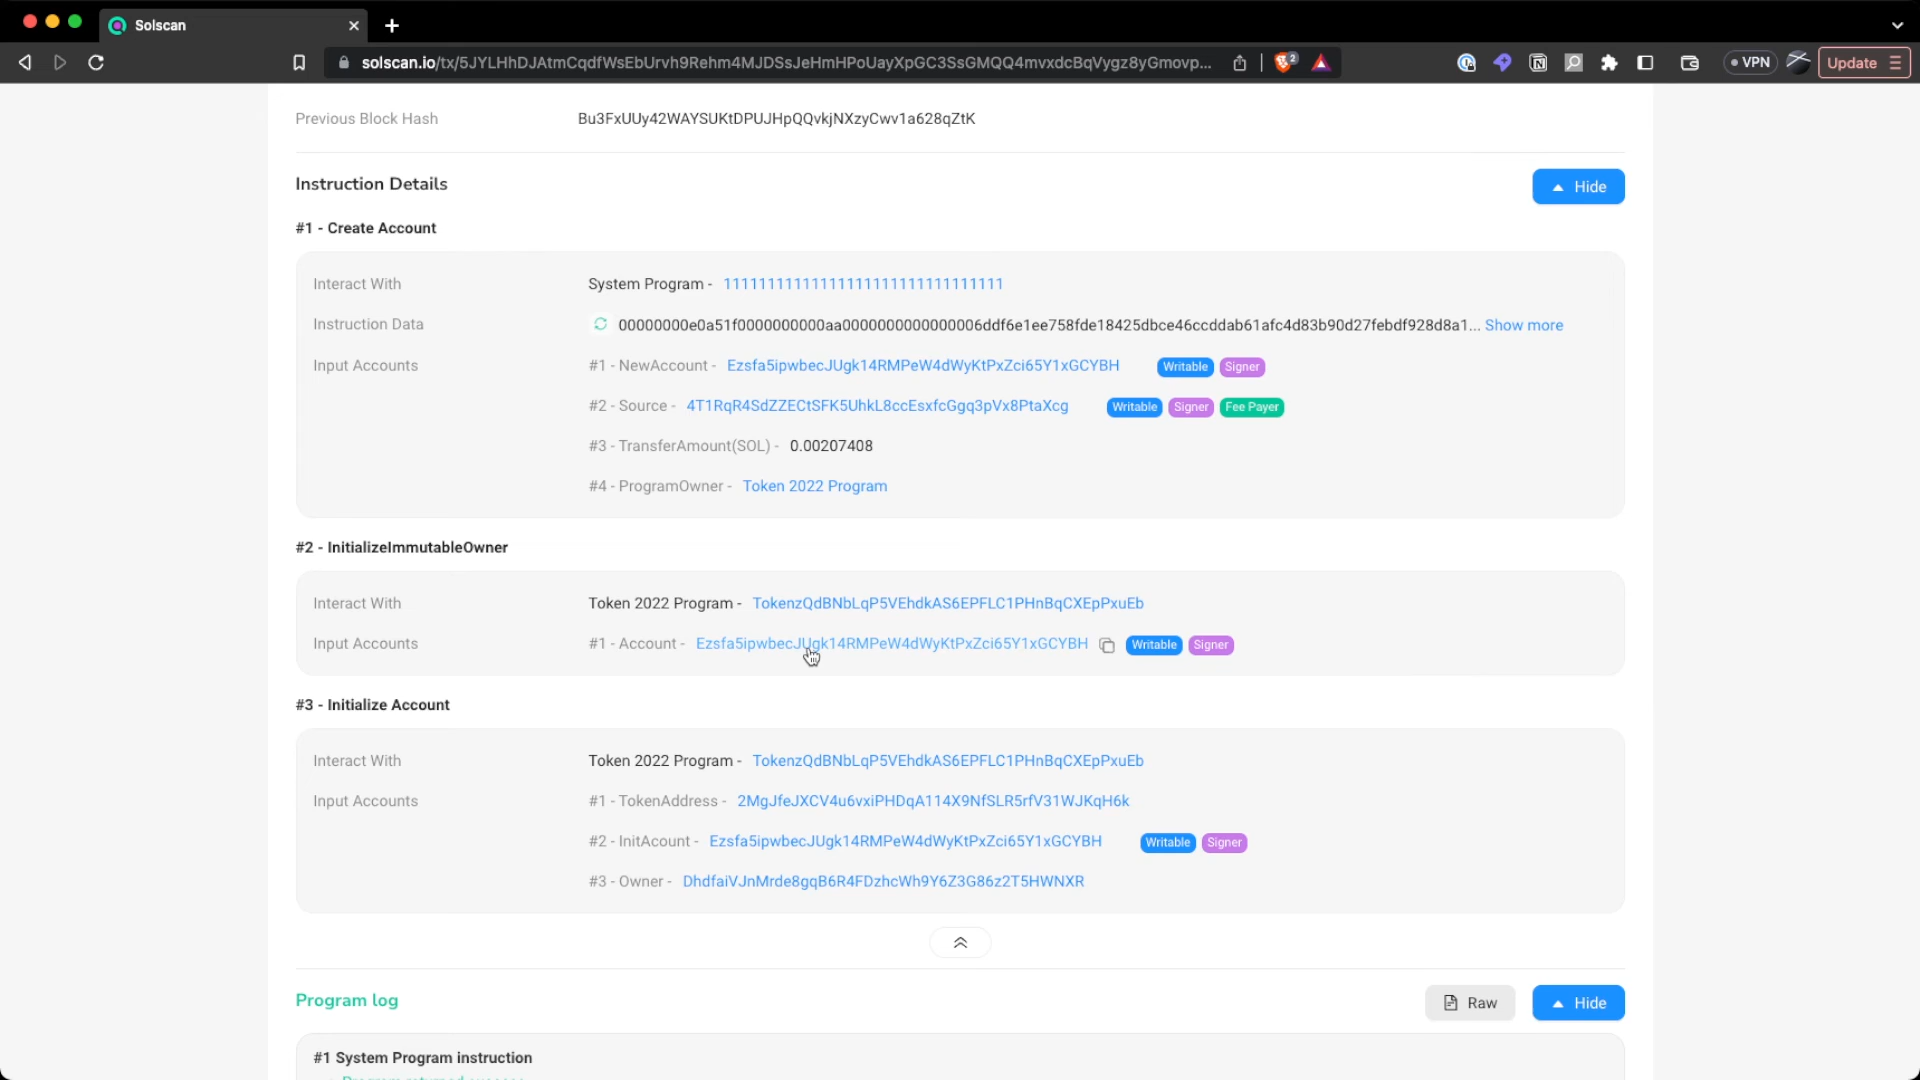 Solscan
solscan.io/tx/5JYLHhDJAtmCqdfWsEbUrvh9Rehm4MJDSsJeHmHPoUayXpGC3SsGMQQ4mvxdcBqVygz8yGmovp...
2
VPN
Update
Previous Block Hash Bu3FxUUy42WAYSUKtDPUJHpQQvkjNXzyCwv1a628qZtK
Instruction Details
Hide
#1 - Create Account
Interact With System Program - 11111111111111111111111111111111
Instruction Data 00000000e0a51f0000000000aa0000000000000006ddf6e1ee758fde18425dbce46ccddab61afc4d83b90d27febdf928d8a1... Show more
Input Accounts #1 - NewAccount - Ezsfa5ipwbecJUgk14RMPeW4dWyKtPxZci65Y1xGCYBH Writable Signer
#2 - Source - 4T1RqR4SdZZECtSFK5UhkL8ccEsxfcGgq3pVx8PtaXcg Writable Signer Fee Payer
#3 - TransferAmount(SOL) - 0.00207408
#4 - ProgramOwner - Token 2022 Program
#2 - InitializeImmutableOwner
Interact With Token 2022 Program - TokenzQdBNbLqP5VEhdkAS6EPFLC1PHnBqCXEpPxuEb
Input Accounts #1 - Account - Ezsfa5ipwbecJUgk14RMPeW4dWyKtPxZci65Y1xGCYBH Writable Signer
#3 - Initialize Account
Interact With Token 2022 Program - TokenzQdBNbLqP5VEhdkAS6EPFLC1PHnBqCXEpPxuEb
Input Accounts #1 - TokenAddress - 2MgJfeJXCV4u6vxiPHDqA114X9NfSLR5rfV31WJKqH6k
#2 - InitAcount - Ezsfa5ipwbecJUgk14RMPeW4dWyKtPxZci65Y1xGCYBH Writable Signer
#3 - Owner - DhdfaiVJnMrde8gqB6R4FDzhcWh9Y6Z3G86z2T5HWNXR
Program log
Raw
Hide
#1 System Program instruction